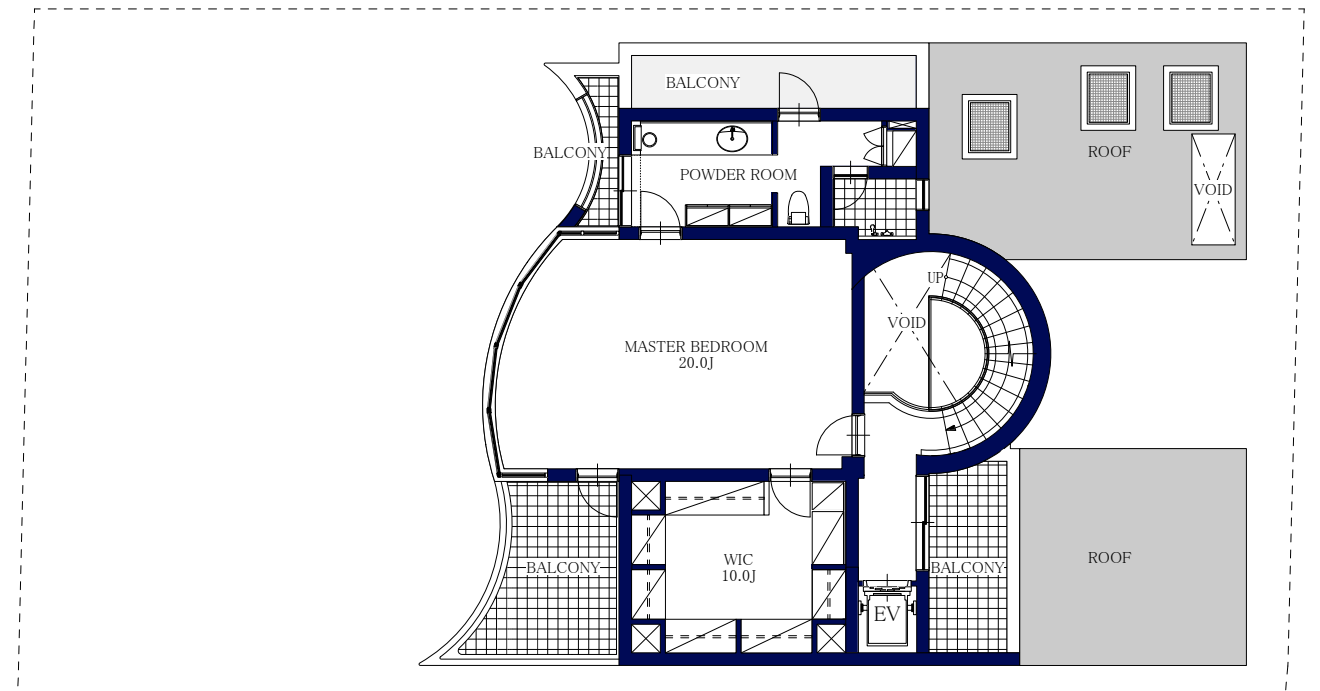 BALCONY
BALCONY
ROOF
POWDER ROOM
VOID
UP
VOID
MASTER BEDROOM
20.0J
WIC
10.0J
BALCONY
BALCONY
ROOF
EV